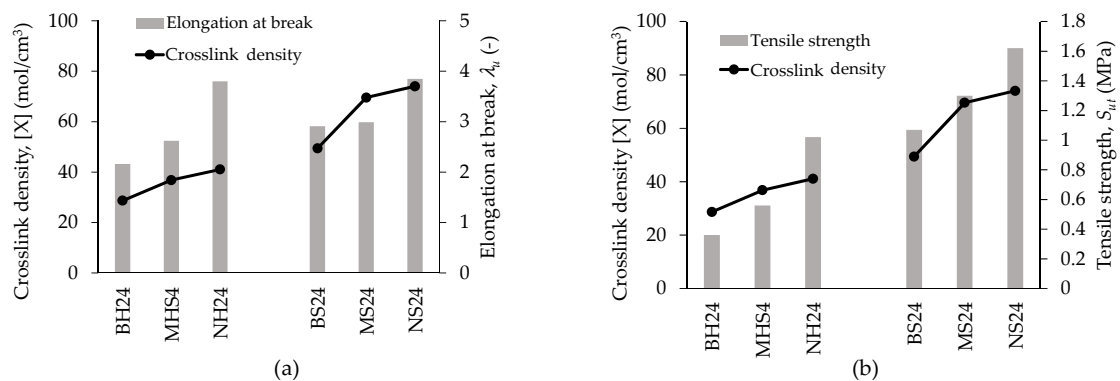 Crosslink density, [X] (mol/cm³)
100
80
60
40
20
0
Elongation at break
Crosslink density
5
4
3
2
1
0
Elongation at break, λu (-)
BH24
MHS4
NH24
BS24
MS24
NS24
(a)
Crosslink density [X] (mol/cm³)
100
80
60
40
20
0
Tensile strength
Crosslink density
1.8
1.6
1.4
1.2
1
0.8
0.6
0.4
0.2
0
Tensile strength, Sut (MPa)
BH24
MHS4
NH24
BS24
MS24
NS24
(b)